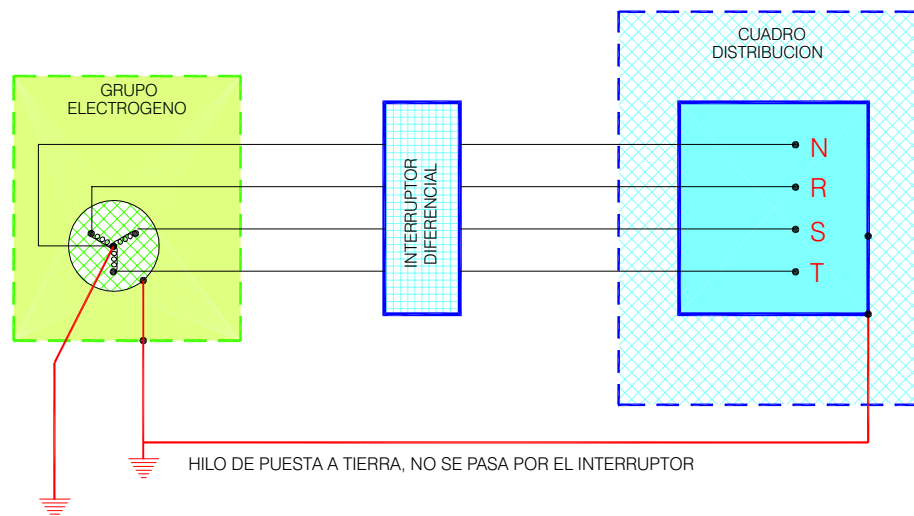 GRUPO
ELECTROGENO
INTERRUPTOR
DIFERENCIAL
CUADRO
DISTRIBUCION
N
R
S
T
HILO DE PUESTA A TIERRA, NO SE PASA POR EL INTERRUPTOR